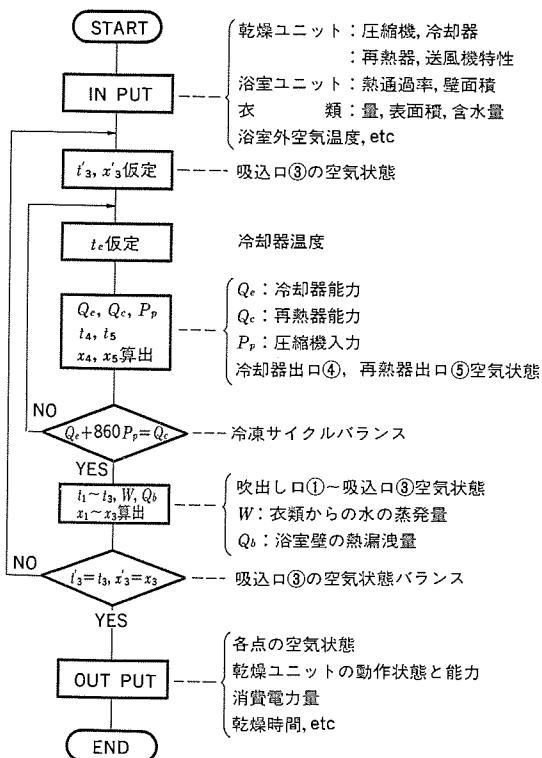 START
乾燥ユニット：圧縮機, 冷却器
：再熱器, 送風機特性
IN PUT
浴室ユニット：熱通過率, 壁面積
衣　　　類：量, 表面積, 含水量
浴室外空気温度, etc
t'₃, x'₃仮定
吸込口③の空気状態
tₑ仮定
冷却器温度
Qₑ, Q꜀, Pₚ
t₄, t₅
x₄, x₅算出
Qₑ：冷却器能力
Q꜀：再熱器能力
Pₚ：圧縮機入力
冷却器出口④, 再熱器出口⑤空気状態
NO
Qₑ+860Pₚ=Q꜀
冷凍サイクルバランス
YES
t₁～t₃, W, Q_b
x₁～x₃算出
吹出し口①～吸込口③空気状態
W：衣類からの水の蒸発量
Q_b：浴室壁の熱漏洩量
NO
t'₃=t₃, x'₃=x₃
吸込口③の空気状態バランス
YES
OUT PUT
各点の空気状態
乾燥ユニットの動作状態と能力
消費電力量
乾燥時間, etc
END